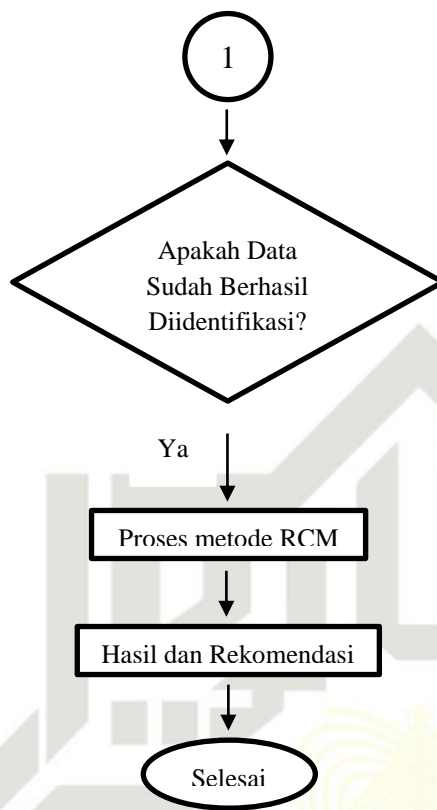 1
Apakah Data
Sudah Berhasil
Diidentifikasi?
Ya
Proses metode RCM
Hasil dan Rekomendasi
Selesai